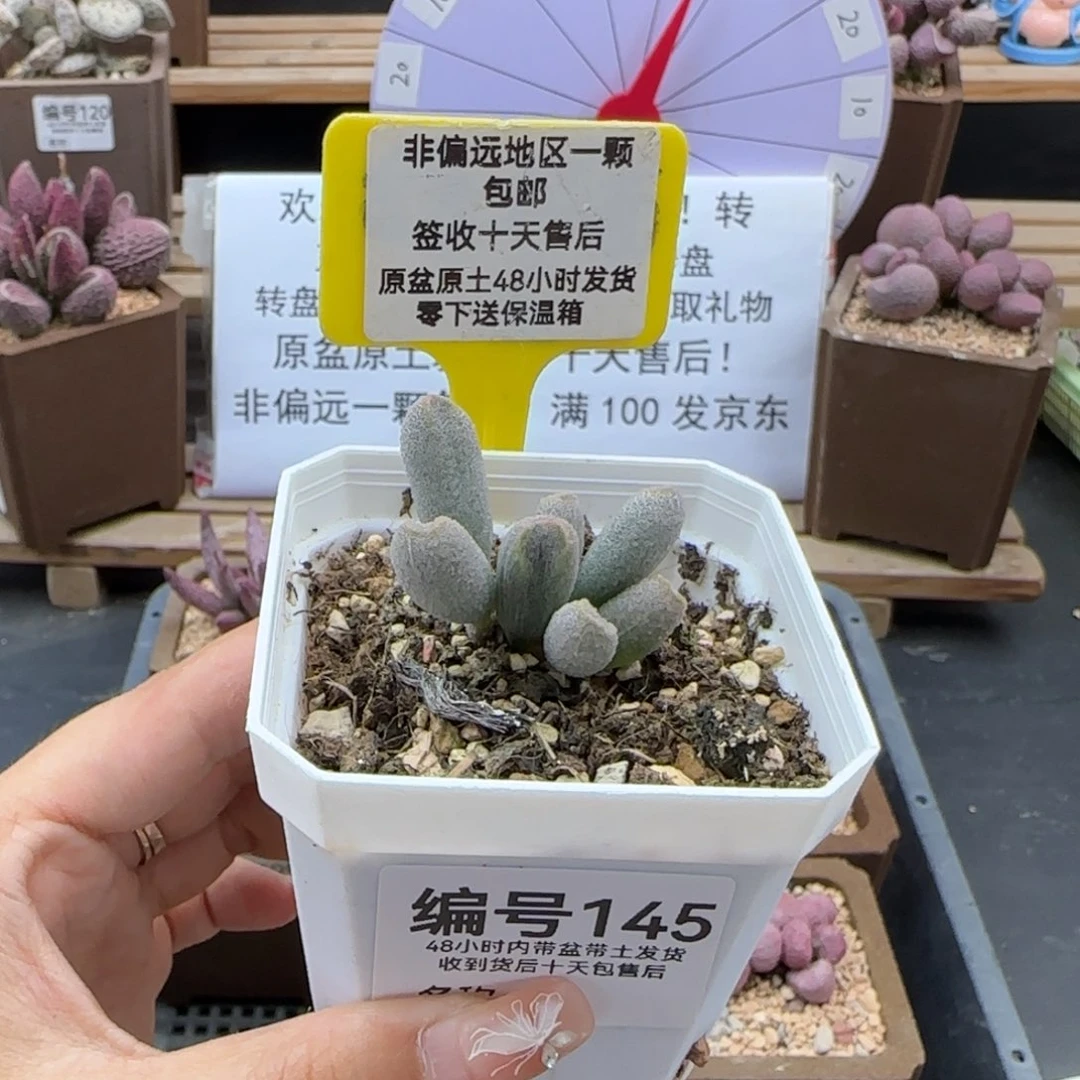 20
20
10
编号120
非偏远地区一颗
包邮
签收十天售后
原盆原土48小时发货
零下送保温箱
欢
！转
盘
转盘
取礼物
原盆原土
十天售后！
非偏远一颗
满 100 发京东
编号145
48小时内带盆带土发货
收到货后十天包售后